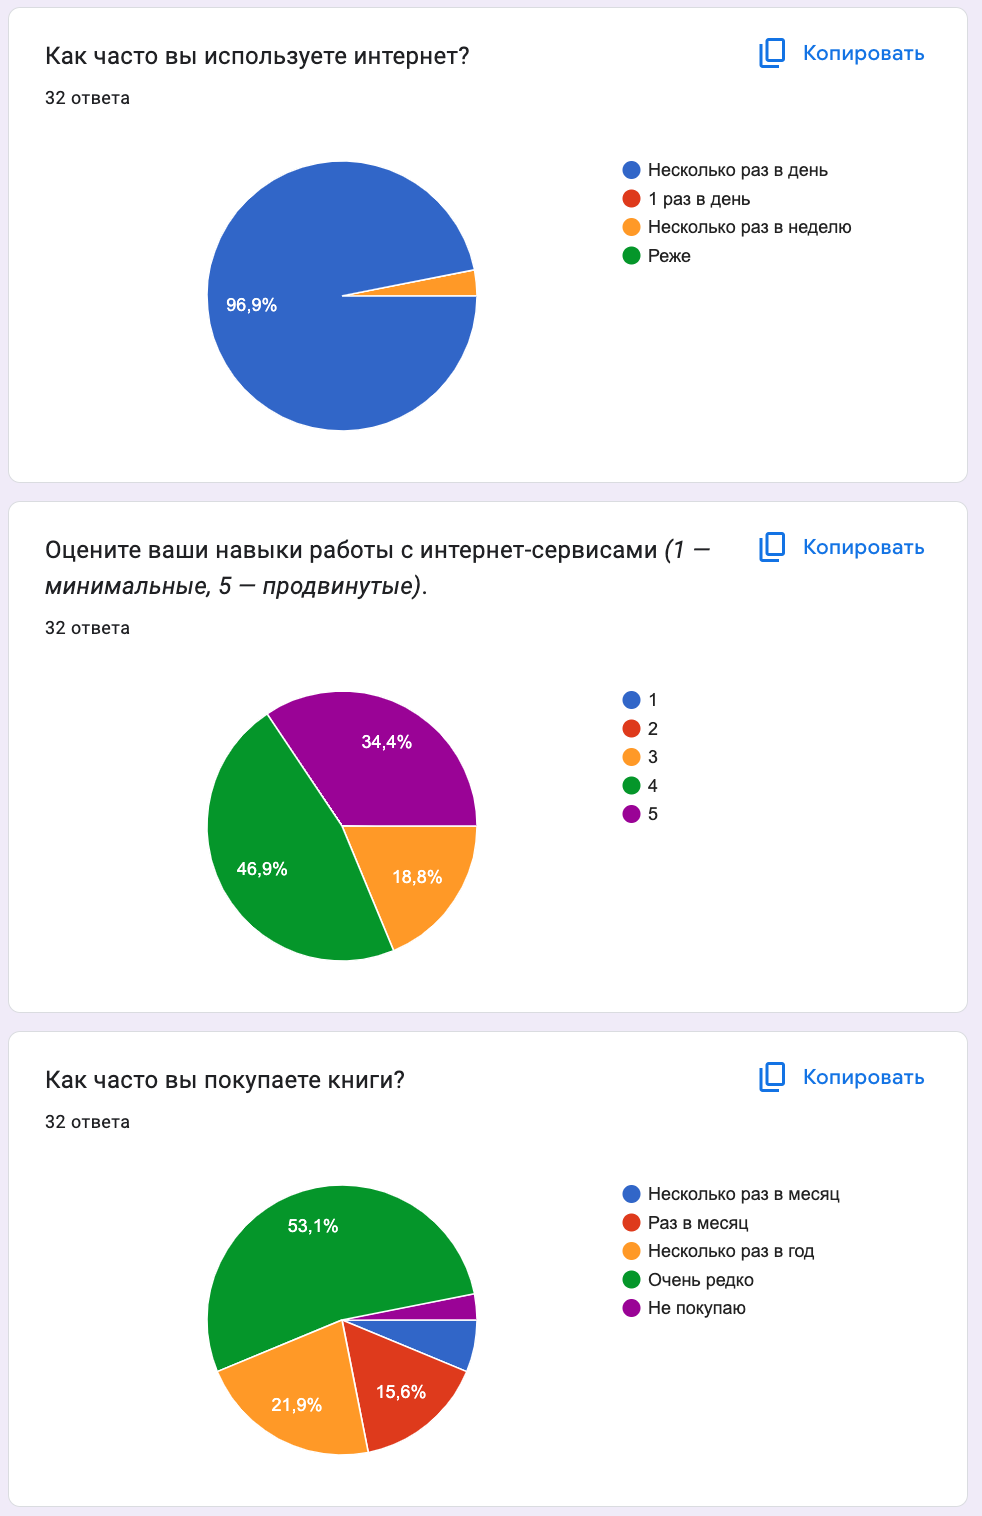 Как часто вы используете интернет?
Копировать
32 ответа
Несколько раз в день
1 раз в день
Несколько раз в неделю
Реже
96,9%
Оцените ваши навыки работы с интернет-сервисами (1 —
минимальные, 5 — продвинутые).
Копировать
32 ответа
1
2
3
4
5
34,4%
46,9%
18,8%
Как часто вы покупаете книги?
Копировать
32 ответа
Несколько раз в месяц
Раз в месяц
Несколько раз в год
Очень редко
Не покупаю
53,1%
15,6%
21,9%